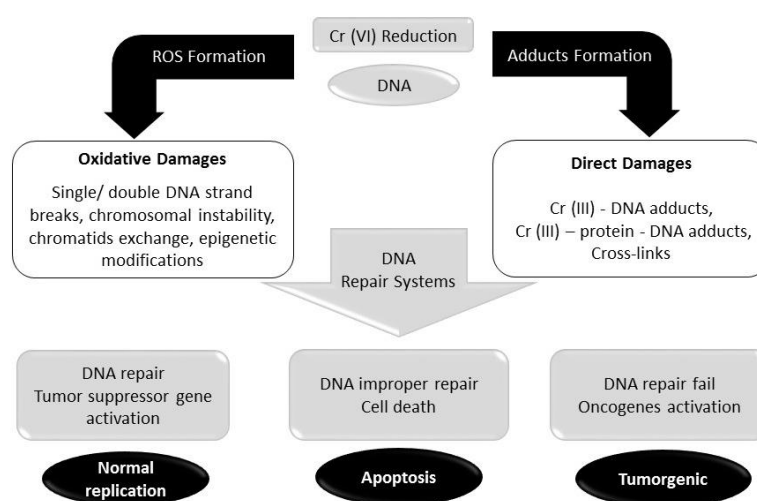 Cr (VI) Reduction
ROS Formation
Adducts Formation
DNA
Oxidative Damages
Single/ double DNA strand
breaks, chromosomal instability,
chromatids exchange, epigenetic
modifications
Direct Damages
Cr (III) - DNA adducts,
Cr (III) – protein - DNA adducts,
Cross-links
DNA
Repair Systems
DNA repair
Tumor suppressor gene
activation
DNA improper repair
Cell death
DNA repair fail
Oncogenes activation
Normal
replication
Apoptosis
Tumorgenic